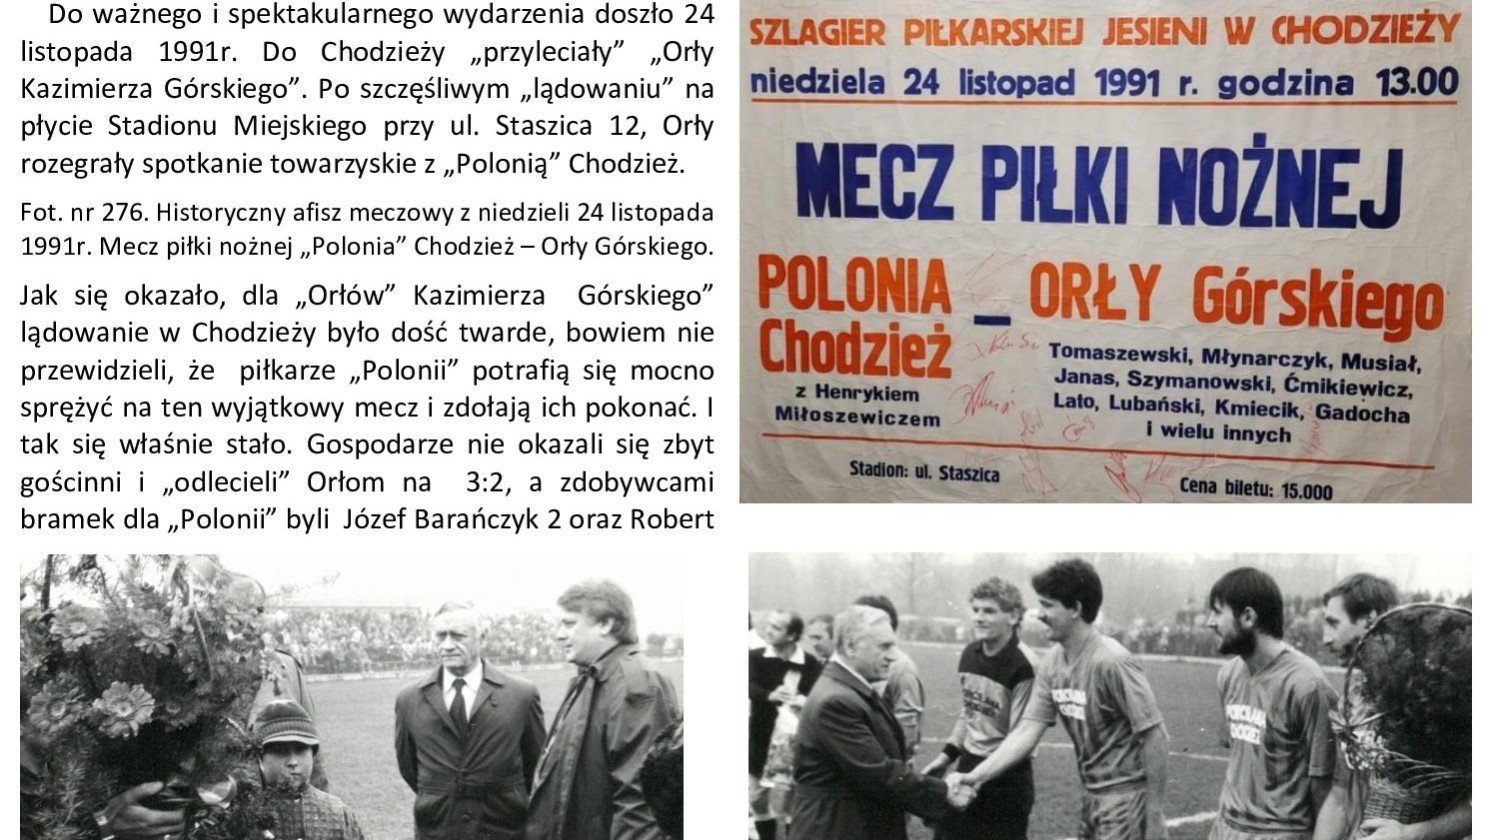 Do ważnego i spektakularnego wydarzenia doszło 24
listopada 1991r. Do Chodzieży „przyleciały” „Orły
Kazimierza Górskiego”. Po szczęśliwym „lądowaniu” na
płycie Stadionu Miejskiego przy ul. Staszica 12, Orły
rozegrały spotkanie towarzyskie z „Polonią” Chodzież.
Fot. nr 276. Historyczny afisz meczowy z niedzieli 24 listopada
1991r. Mecz piłki nożnej „Polonia” Chodzież – Orły Górskiego.
Jak się okazało, dla „Orłów” Kazimierza Górskiego”
lądowanie w Chodzieży było dość twarde, bowiem nie
przewidzieli, że piłkarze „Polonii” potrafią się mocno
sprężyć na ten wyjątkowy mecz i zdołają ich pokonać. I
tak się właśnie stało. Gospodarze nie okazali się zbyt
gościnni i „odlecieli” Orłom na 3:2, a zdobywcami
bramek dla „Polonii” byli Józef Barańczyk 2 oraz Robert
SZLAGIER PIŁKARSKIEJ JESIENI W CHODZIEŻY
niedziela 24 listopad 1991 r. godzina 13.00
MECZ PIŁKI NOŻNEJ
POLONIA – ORŁY Górskiego
Chodzież
z Henrykiem
Miłoszewiczem
Tomaszewski, Młynarczyk, Musiał,
Janas, Szymanowski, Ćmikiewicz,
Lato, Lubański, Kmiecik, Gadocha
i wielu innych
Stadion: ul. Staszica
Cena biletu: 15.000